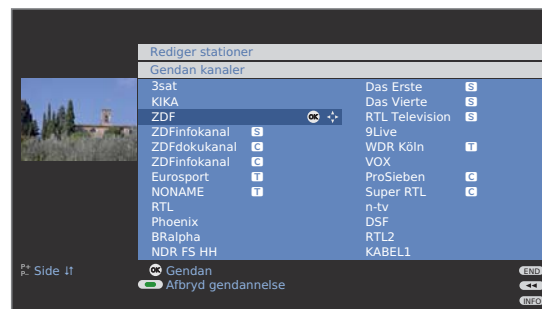 Rediger stationer
Gendan kanaler
3sat
KIKA
ZDF OK
ZDFinfokanal S
ZDFdokukanal C
ZDFinfokanal C
Eurosport T
NONAME T
RTL
Phoenix
BRalpha
NDR FS HH
Das Erste S
Das Vierte S
RTL Television S
9Live
WDR Köln T
VOX
ProSieben C
Super RTL C
n-tv
DSF
RTL2
KABEL1
P+
P- Side
OK Gendan
Afbryd gendannelse
END
INFO